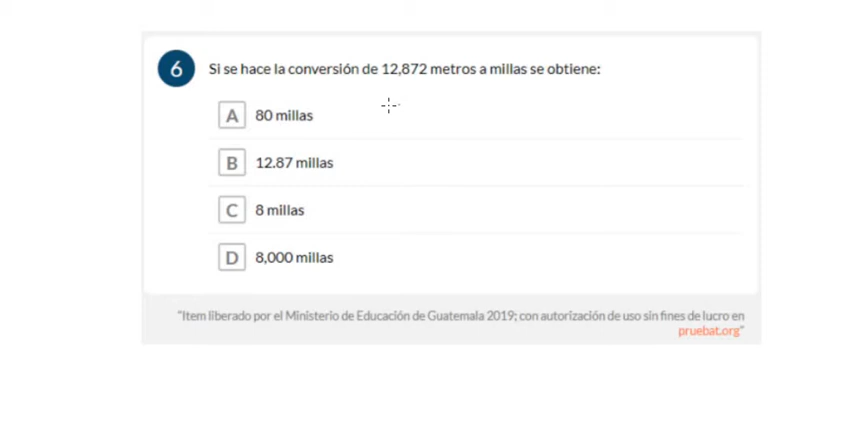 6 Si se hace la conversión de 12,872 metros a millas se obtiene:
A 80 millas
B 12.87 millas
C 8 millas
D 8,000 millas
"Item liberado por el Ministerio de Educación de Guatemala 2019; con autorización de uso sin fines de lucro en
pruebat.org"